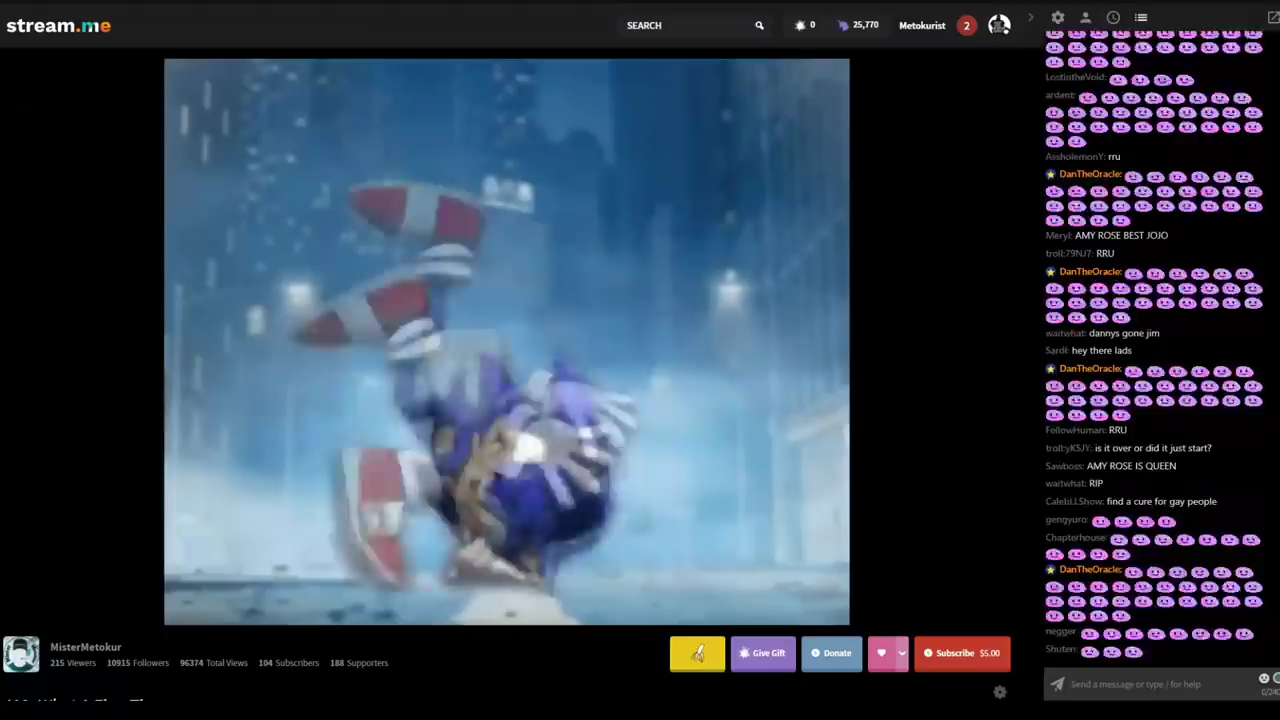 stream.me
SEARCH
0
25,770
Metokurist
2
LostintheVoid:
ardent:
AssholemonY: rru
DanTheOracle:
Meryl: AMY ROSE BEST JOJO
troll:79NJ7: RRU
DanTheOracle:
waitwhat: dannys gone jim
Sardi: hey there lads
DanTheOracle:
FellowHuman: RRU
troll:yK5JY: is it over or did it just start?
Sawboss: AMY ROSE IS QUEEN
waitwhat: RIP
CalebLLShow: find a cure for gay people
gengyuro:
Chapterhouse:
DanTheOracle:
negger
Shuten:
MisterMetokur
215 Viewers 10915 Followers 96374 Total Views 104 Subscribers 188 Supporters
Give Gift
Donate
Subscribe $5.00
Send a message or type / for help
0/240